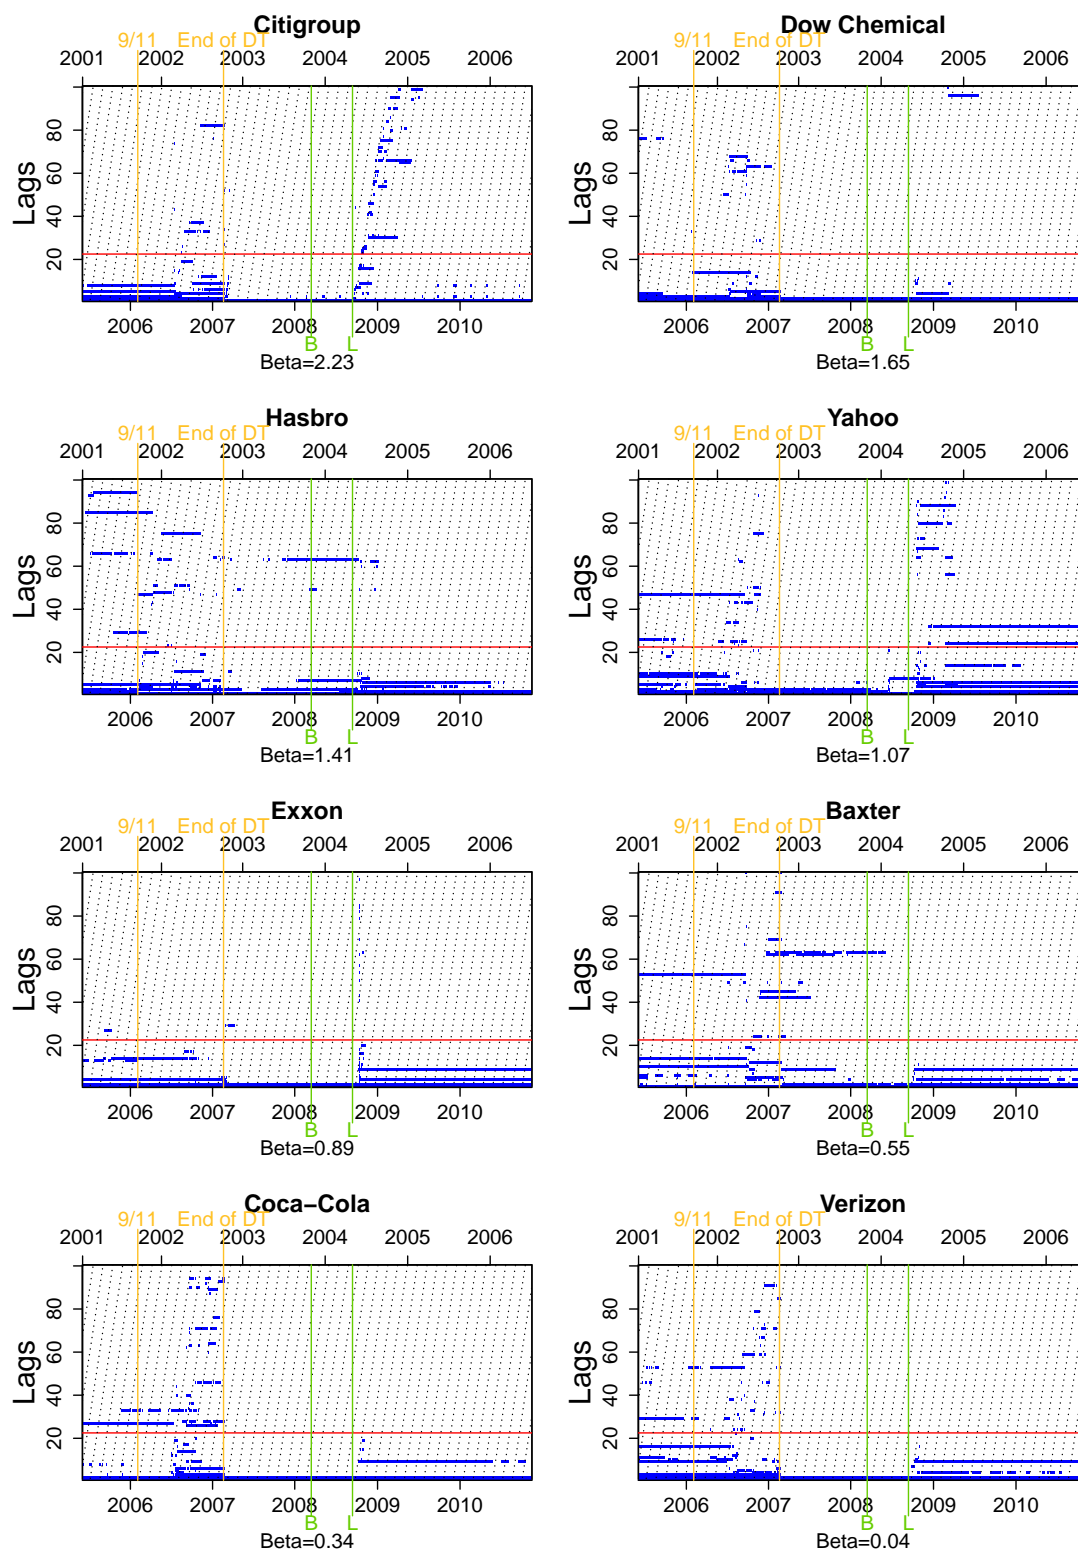 Citigroup
9/11 End of DT
2001 2002 2003 2004 2005 2006
Lags
20 40 60 80
2006 2007 2008 2009 2010
B L
Beta=2.23
Dow Chemical
9/11 End of DT
2001 2002 2003 2004 2005 2006
Lags
20 40 60 80
2006 2007 2008 2009 2010
B L
Beta=1.65
Hasbro
9/11 End of DT
2001 2002 2003 2004 2005 2006
Lags
20 40 60 80
2006 2007 2008 2009 2010
B L
Beta=1.41
Yahoo
9/11 End of DT
2001 2002 2003 2004 2005 2006
Lags
20 40 60 80
2006 2007 2008 2009 2010
B L
Beta=1.07
Exxon
9/11 End of DT
2001 2002 2003 2004 2005 2006
Lags
20 40 60 80
2006 2007 2008 2009 2010
B L
Beta=0.89
Baxter
9/11 End of DT
2001 2002 2003 2004 2005 2006
Lags
20 40 60 80
2006 2007 2008 2009 2010
B L
Beta=0.55
Coca−Cola
9/11 End of DT
2001 2002 2003 2004 2005 2006
Lags
20 40 60 80
2006 2007 2008 2009 2010
B L
Beta=0.34
Verizon
9/11 End of DT
2001 2002 2003 2004 2005 2006
Lags
20 40 60 80
2006 2007 2008 2009 2010
B L
Beta=0.04